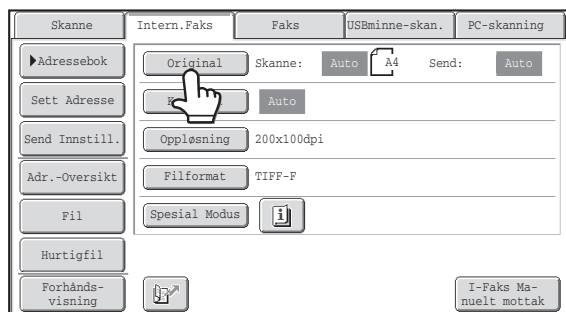 Skanne
Intern.Faks
Faks
USBminne-skan.
PC-skanning
Adressebok
Original
Skanne:
Auto
A4
Send:
Auto
Sett Adresse
Auto
Send Innstill.
Oppløsning
200x100dpi
Adr.-Oversikt
Filformat
TIFF-F
Fil
Spesial Modus
Hurtigfil
Forhånds-
visning
I-Faks Ma-
nuelt mottak